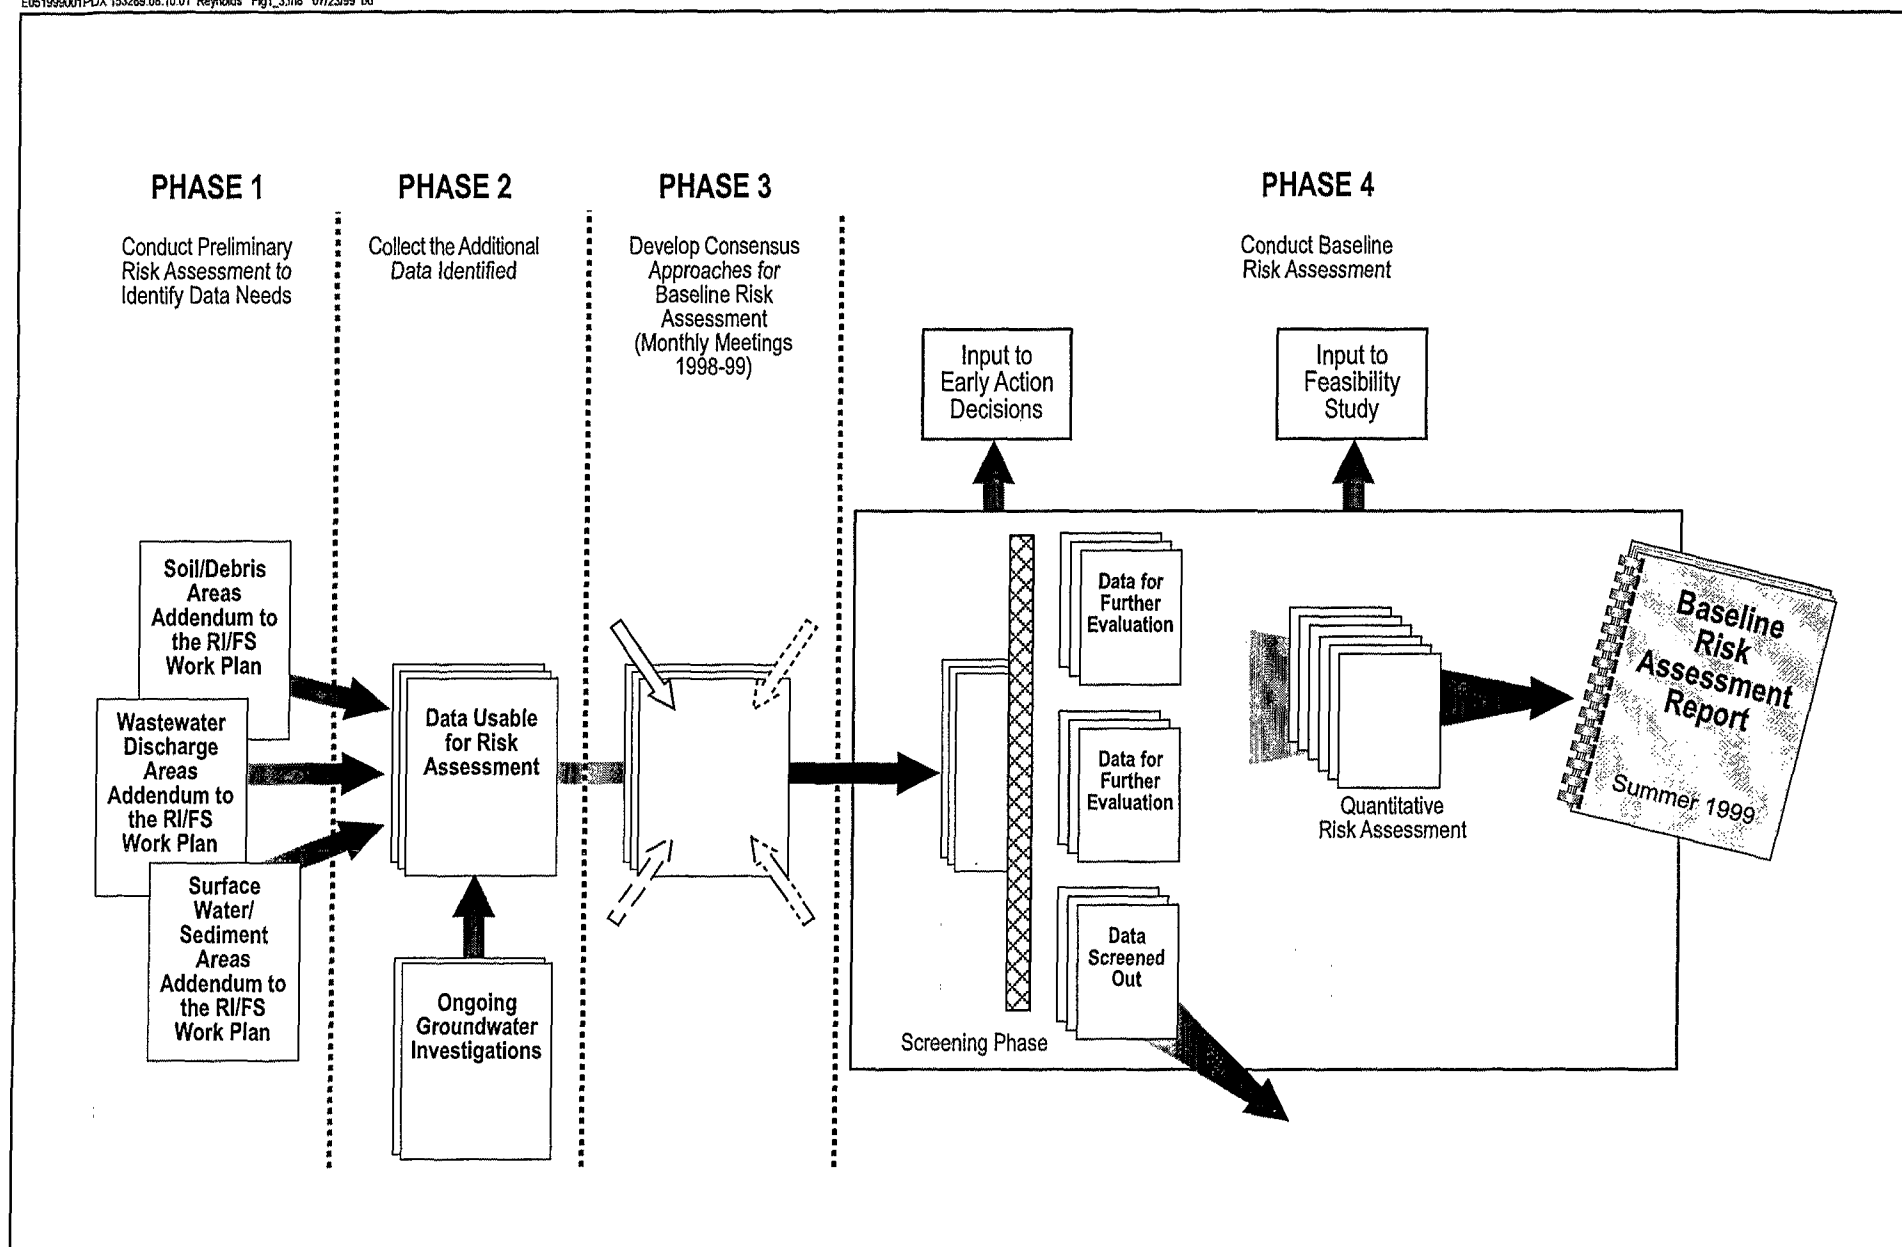 PHASE 1
Conduct Preliminary
Risk Assessment to
Identify Data Needs
PHASE 2
Collect the Additional
Data Identified
PHASE 3
Develop Consensus
Approaches for
Baseline Risk
Assessment
(Monthly Meetings
1998-99)
PHASE 4
Conduct Baseline
Risk Assessment
Input to
Early Action
Decisions
Input to
Feasibility
Study
Soil/Debris
Areas
Addendum to
the RI/FS
Work Plan
Wastewater
Discharge
Areas
Addendum to
the RI/FS
Work Plan
Surface
Water/
Sediment
Areas
Addendum to
the RI/FS
Work Plan
Data Usable
for Risk
Assessment
Ongoing
Groundwater
Investigations
Screening Phase
Data for
Further
Evaluation
Data for
Further
Evaluation
Data
Screened
Out
Quantitative
Risk Assessment
Baseline
Risk
Assessment
Report
Summer 1999